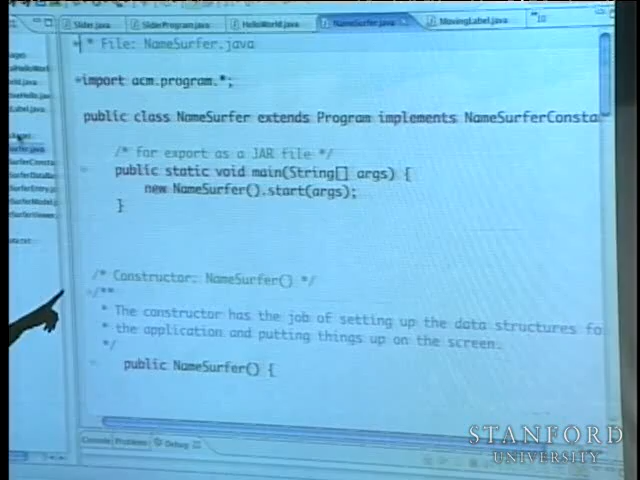 Slider.java
SliderProgram.java
HelloWorld.java
NameSurfer.java
MovingLabel.java
* File: NameSurfer.java
import acm.program.*;
public class NameSurfer extends Program implements NameSurferConsta
/* for export as a JAR file */
public static void main(String[] args) {
new NameSurfer().start(args);
}
/* Constructor: NameSurfer() */
/**
* The constructor has the job of setting up the data structures fo
* the application and putting things up on the screen.
*/
public NameSurfer() {
Console
Problems
Debug
STANFORD
UNIVERSITY